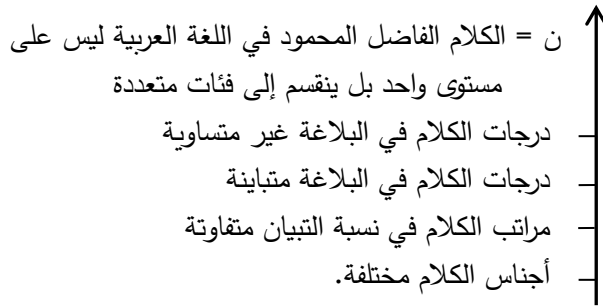 ن = الكلام الفاضل المحمود في اللغة العربية ليس على
مستوى واحد بل ينقسم إلى فئات متعددة
درجات الكلام في البلاغة غير متساوية
درجات الكلام في البلاغة متباينة
مراتب الكلام في نسبة التبيان متفاوتة
أجناس الكلام مختلفة.